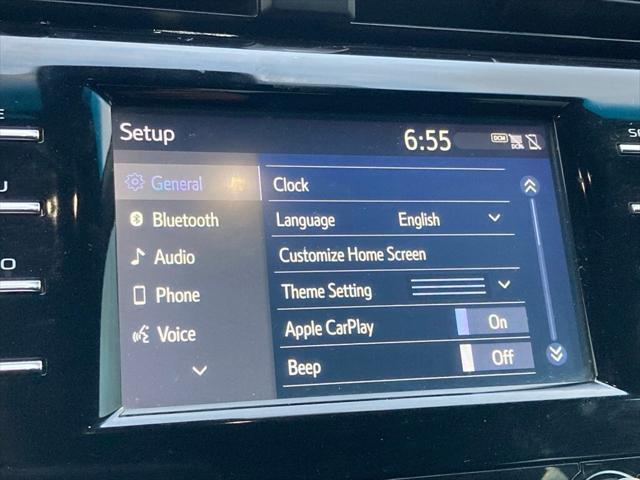 Setup
6:55
DCM
General
Clock
Bluetooth
Language English
Audio
Customize Home Screen
Phone
Theme Setting
Voice
Apple CarPlay On
Beep Off